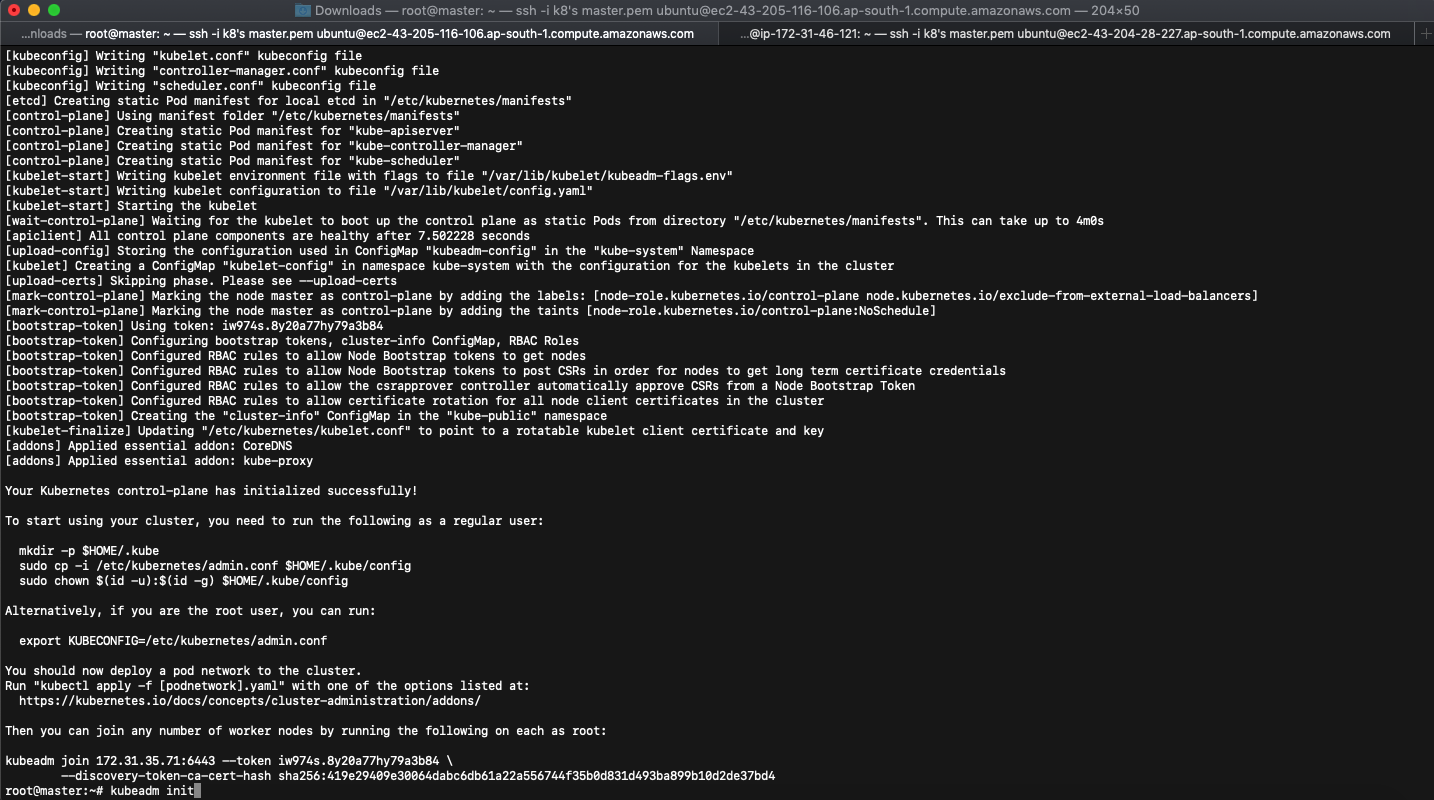 Downloads — root@master: ~ — ssh -i k8's master.pem ubuntu@ec2-43-205-116-106.ap-south-1.compute.amazonaws.com — 204×50
...nloads — root@master: ~ — ssh -i k8's master.pem ubuntu@ec2-43-205-116-106.ap-south-1.compute.amazonaws.com
...@ip-172-31-46-121: ~ — ssh -i k8's master.pem ubuntu@ec2-43-204-28-227.ap-south-1.compute.amazonaws.com
[kubeconfig] Writing "kubelet.conf" kubeconfig file
[kubeconfig] Writing "controller-manager.conf" kubeconfig file
[kubeconfig] Writing "scheduler.conf" kubeconfig file
[etcd] Creating static Pod manifest for local etcd in "/etc/kubernetes/manifests"
[control-plane] Using manifest folder "/etc/kubernetes/manifests"
[control-plane] Creating static Pod manifest for "kube-apiserver"
[control-plane] Creating static Pod manifest for "kube-controller-manager"
[control-plane] Creating static Pod manifest for "kube-scheduler"
[kubelet-start] Writing kubelet environment file with flags to file "/var/lib/kubelet/kubeadm-flags.env"
[kubelet-start] Writing kubelet configuration to file "/var/lib/kubelet/config.yaml"
[kubelet-start] Starting the kubelet
[wait-control-plane] Waiting for the kubelet to boot up the control plane as static Pods from directory "/etc/kubernetes/manifests". This can take up to 4m0s
[apiclient] All control plane components are healthy after 7.502228 seconds
[upload-config] Storing the configuration used in ConfigMap "kubeadm-config" in the "kube-system" Namespace
[kubelet] Creating a ConfigMap "kubelet-config" in namespace kube-system with the configuration for the kubelets in the cluster
[upload-certs] Skipping phase. Please see --upload-certs
[mark-control-plane] Marking the node master as control-plane by adding the labels: [node-role.kubernetes.io/control-plane node.kubernetes.io/exclude-from-external-load-balancers]
[mark-control-plane] Marking the node master as control-plane by adding the taints [node-role.kubernetes.io/control-plane:NoSchedule]
[bootstrap-token] Using token: iw974s.8y20a77hy79a3b84
[bootstrap-token] Configuring bootstrap tokens, cluster-info ConfigMap, RBAC Roles
[bootstrap-token] Configured RBAC rules to allow Node Bootstrap tokens to get nodes
[bootstrap-token] Configured RBAC rules to allow Node Bootstrap tokens to post CSRs in order for nodes to get long term certificate credentials
[bootstrap-token] Configured RBAC rules to allow the csrapprover controller automatically approve CSRs from a Node Bootstrap Token
[bootstrap-token] Configured RBAC rules to allow certificate rotation for all node client certificates in the cluster
[bootstrap-token] Creating the "cluster-info" ConfigMap in the "kube-public" namespace
[kubelet-finalize] Updating "/etc/kubernetes/kubelet.conf" to point to a rotatable kubelet client certificate and key
[addons] Applied essential addon: CoreDNS
[addons] Applied essential addon: kube-proxy
Your Kubernetes control-plane has initialized successfully!
To start using your cluster, you need to run the following as a regular user:
mkdir -p $HOME/.kube
sudo cp -i /etc/kubernetes/admin.conf $HOME/.kube/config
sudo chown $(id -u):$(id -g) $HOME/.kube/config
Alternatively, if you are the root user, you can run:
export KUBECONFIG=/etc/kubernetes/admin.conf
You should now deploy a pod network to the cluster.
Run "kubectl apply -f [podnetwork].yaml" with one of the options listed at:
https://kubernetes.io/docs/concepts/cluster-administration/addons/
Then you can join any number of worker nodes by running the following on each as root:
kubeadm join 172.31.35.71:6443 --token iw974s.8y20a77hy79a3b84 \
--discovery-token-ca-cert-hash sha256:419e29409e30064dabc6db61a22a556744f35b0d831d493ba899b10d2de37bd4
root@master:~# kubeadm init